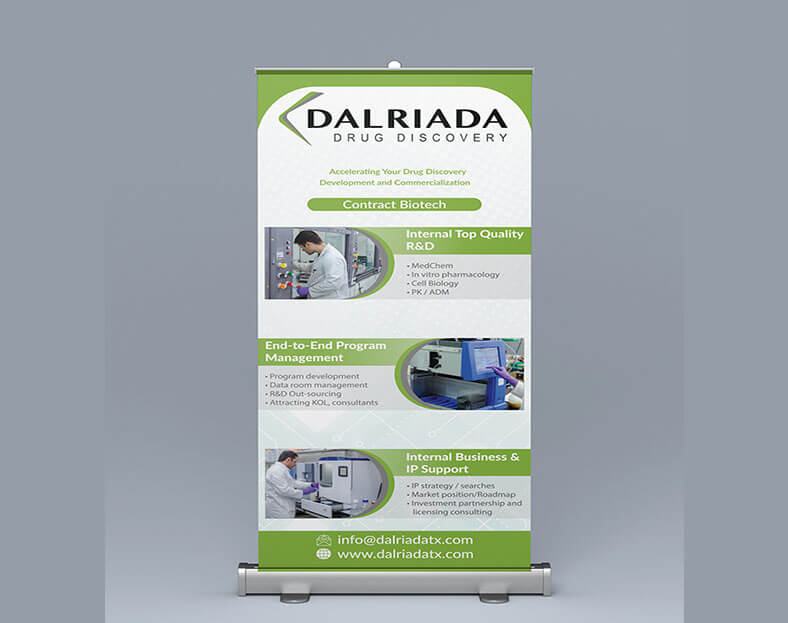 DALRIADA
DRUG DISCOVERY
Accelerating Your Drug Discovery
Development and Commercialization
Contract Biotech
Internal Top Quality
R&D
• MedChem
• In vitro pharmacology
• Cell Biology
• PK / ADM
End-to-End Program
Management
• Program development
• Data room management
• R&D Out-sourcing
• Attracting KOL, consultants
Internal Business &
IP Support
• IP strategy / searches
• Market position/Roadmap
• Investment partnership and
licensing consulting
info@dalriadatx.com
www.dalriadatx.com